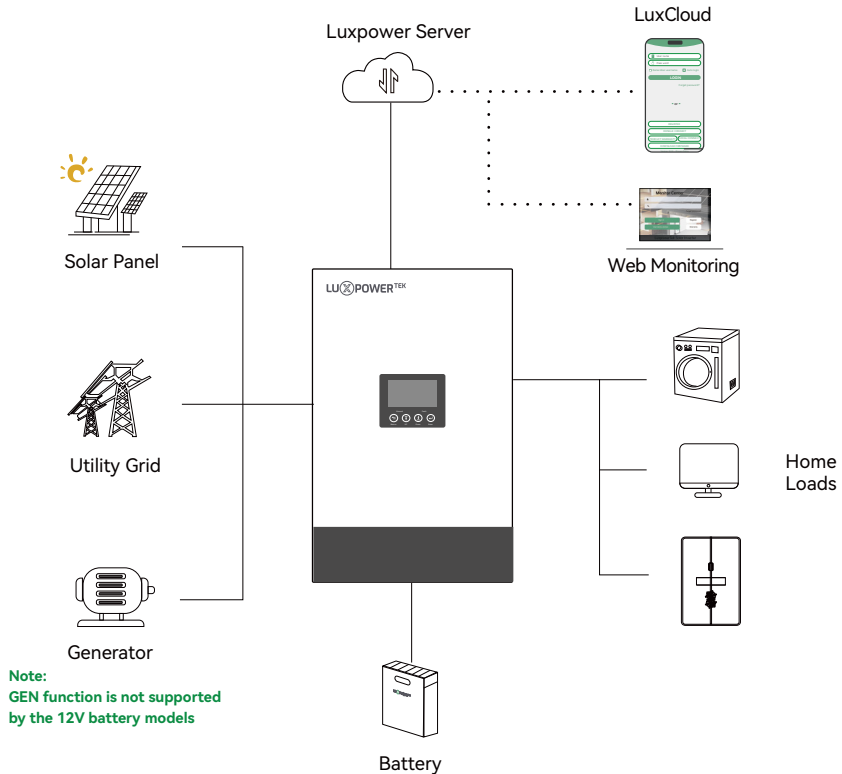 LuxCloud
Luxpower Server
Solar Panel
Web Monitoring
LUXPOWERTEK
Utility Grid
Home
Loads
Generator
Note:
GEN function is not supported
by the 12V battery models
Battery